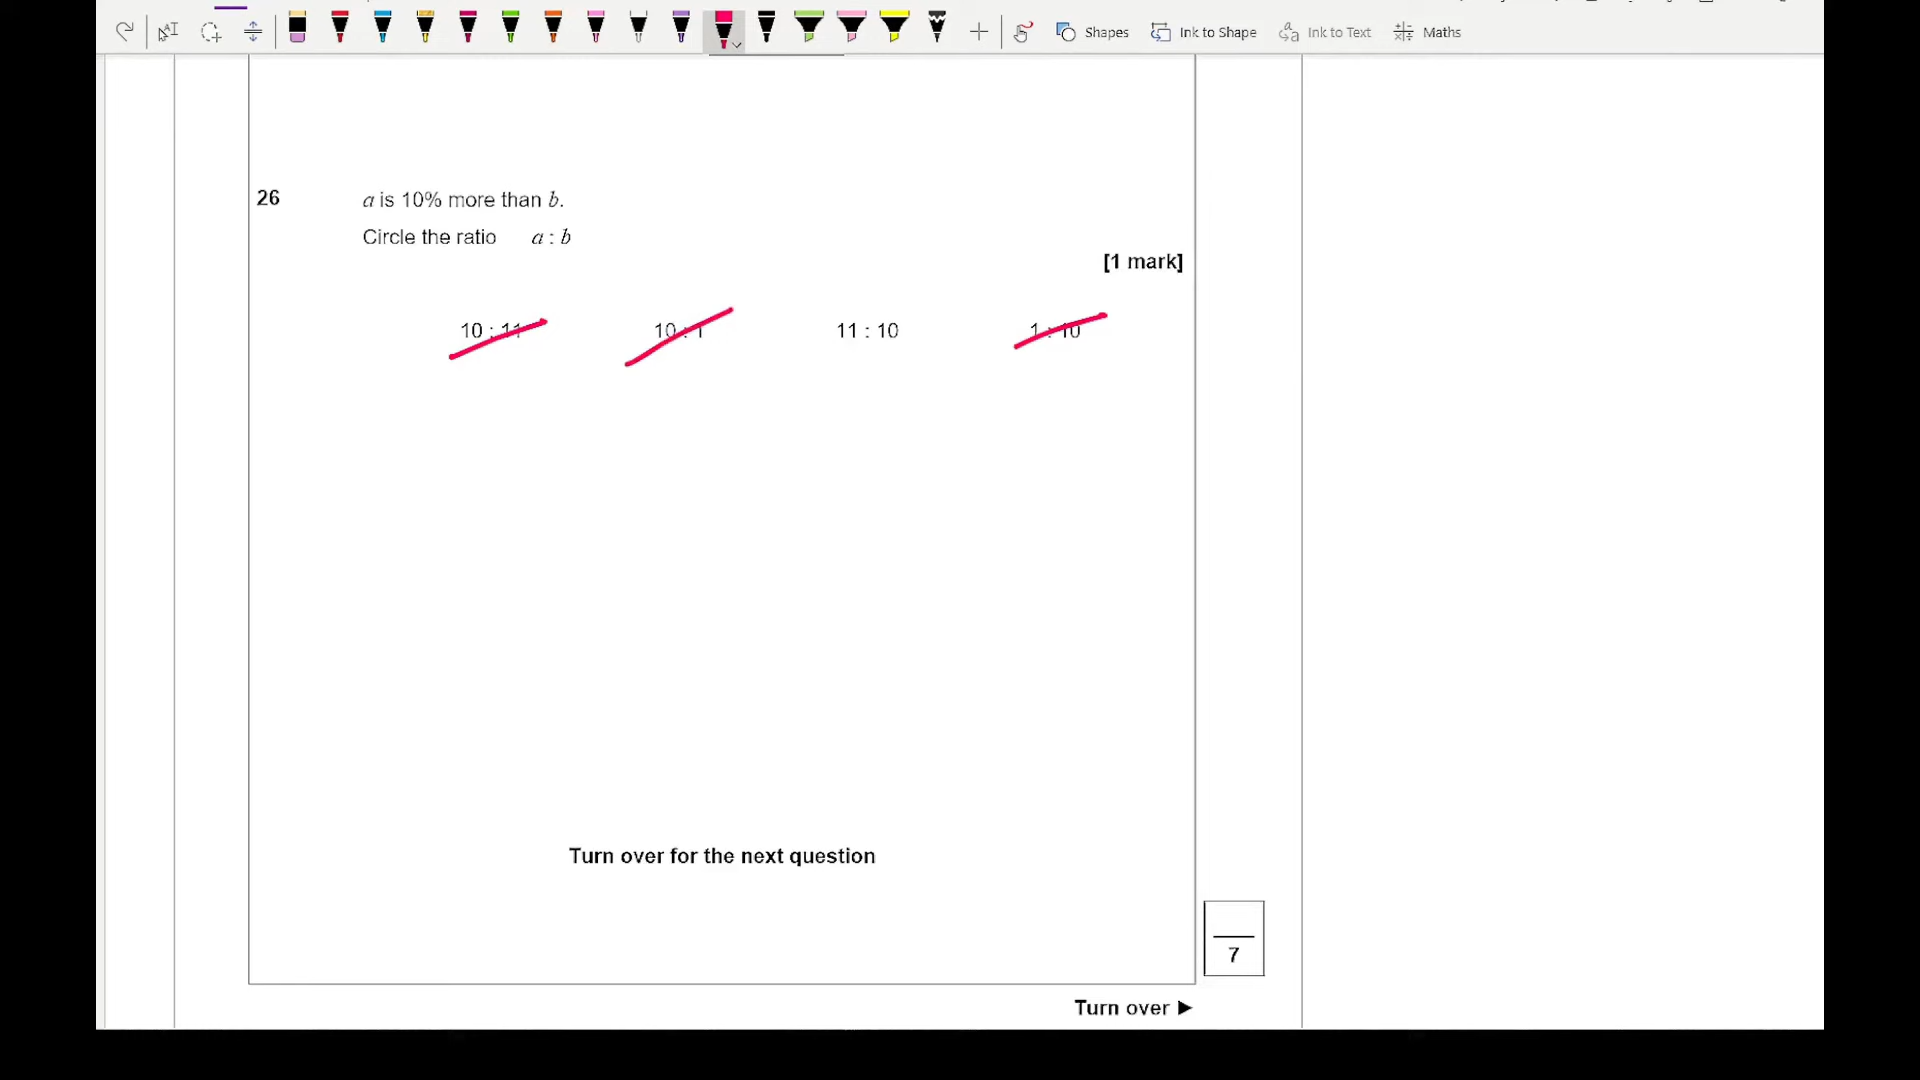 Shapes Ink to Shape Ink to Text Maths
26 a is 10% more than b.
Circle the ratio a : b
[1 mark]
10 : 11 10 : 1 11 : 10 1 : 10
Turn over for the next question
7
Turn over ►